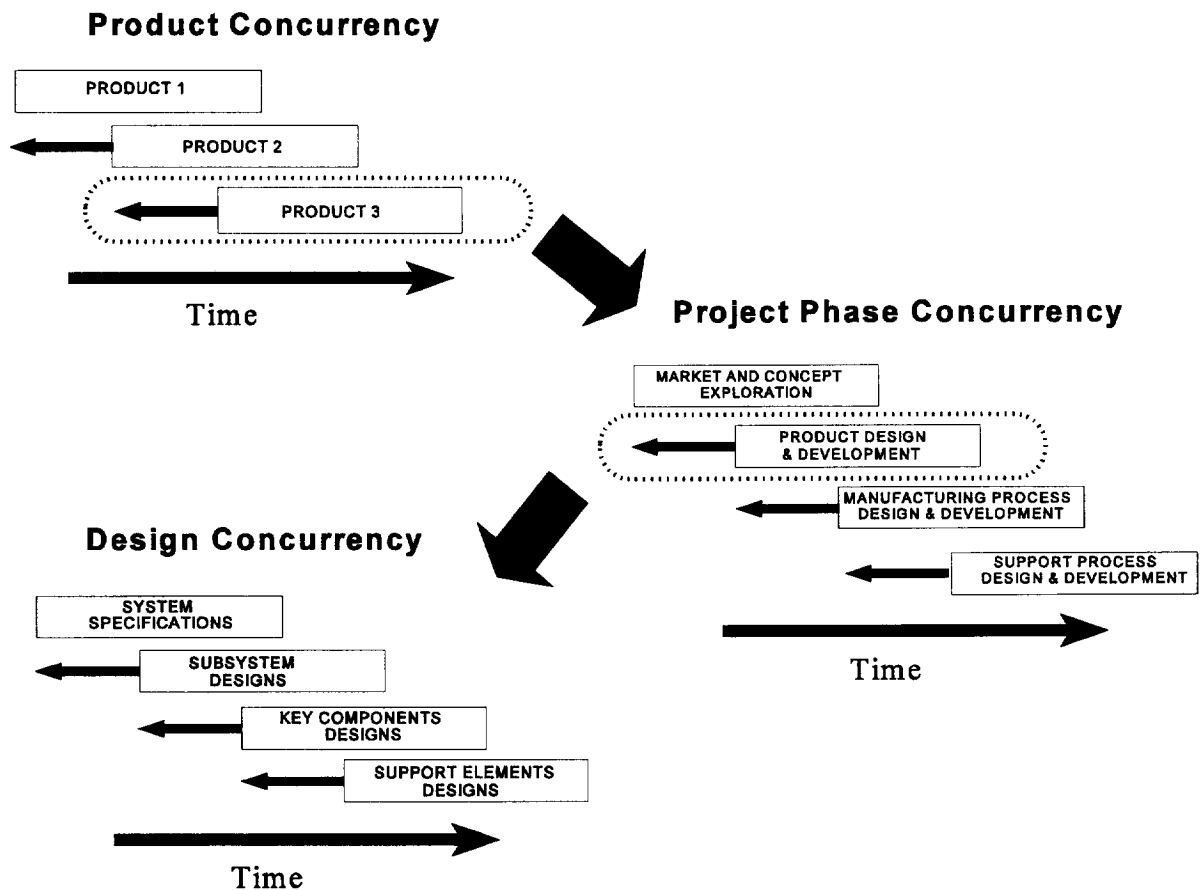 Product Concurrency
PRODUCT 1
PRODUCT 2
PRODUCT 3
Time
Project Phase Concurrency
MARKET AND CONCEPT
EXPLORATION
PRODUCT DESIGN
& DEVELOPMENT
MANUFACTURING PROCESS
DESIGN & DEVELOPMENT
SUPPORT PROCESS
DESIGN & DEVELOPMENT
Time
Design Concurrency
SYSTEM
SPECIFICATIONS
SUBSYSTEM
DESIGNS
KEY COMPONENTS
DESIGNS
SUPPORT ELEMENTS
DESIGNS
Time